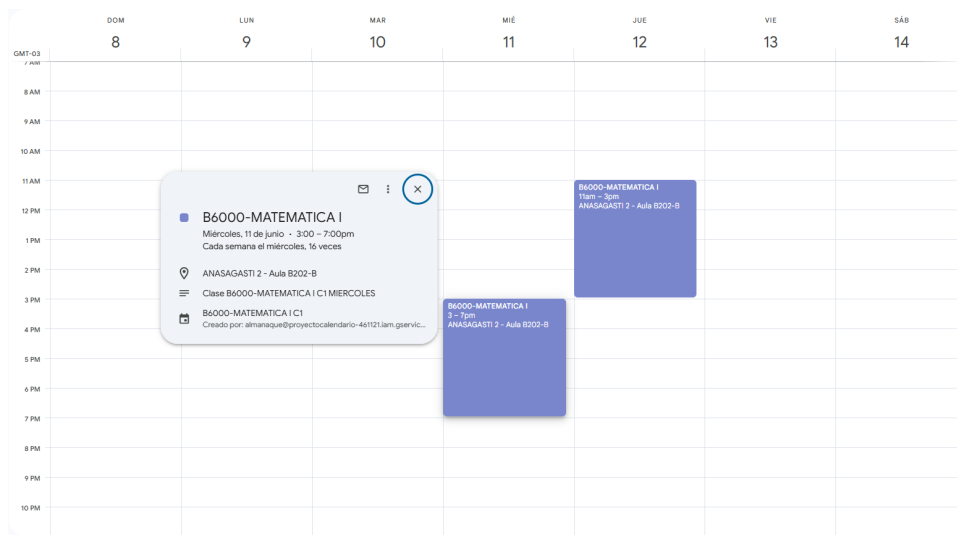 DOM LUN MAR MIÉ JUE VIE SÁB
8 9 10 11 12 13 14
GMT-03
7 AM
8 AM
9 AM
10 AM
11 AM
12 PM
1 PM
2 PM
3 PM
4 PM
5 PM
6 PM
7 PM
8 PM
9 PM
10 PM
B6000-MATEMATICA I
Miércoles, 11 de junio · 3:00 – 7:00pm
Cada semana el miércoles, 16 veces
ANASAGASTI 2 - Aula B202-B
Clase B6000-MATEMATICA I C1 MIERCOLES
B6000-MATEMATICA I C1
Creado por: almanaque@proyectocalendario-461121.iam.gservic...
B6000-MATEMATICA I
3 – 7pm
ANASAGASTI 2 - Aula B202-B
B6000-MATEMATICA I
11am – 3pm
ANASAGASTI 2 - Aula B202-B